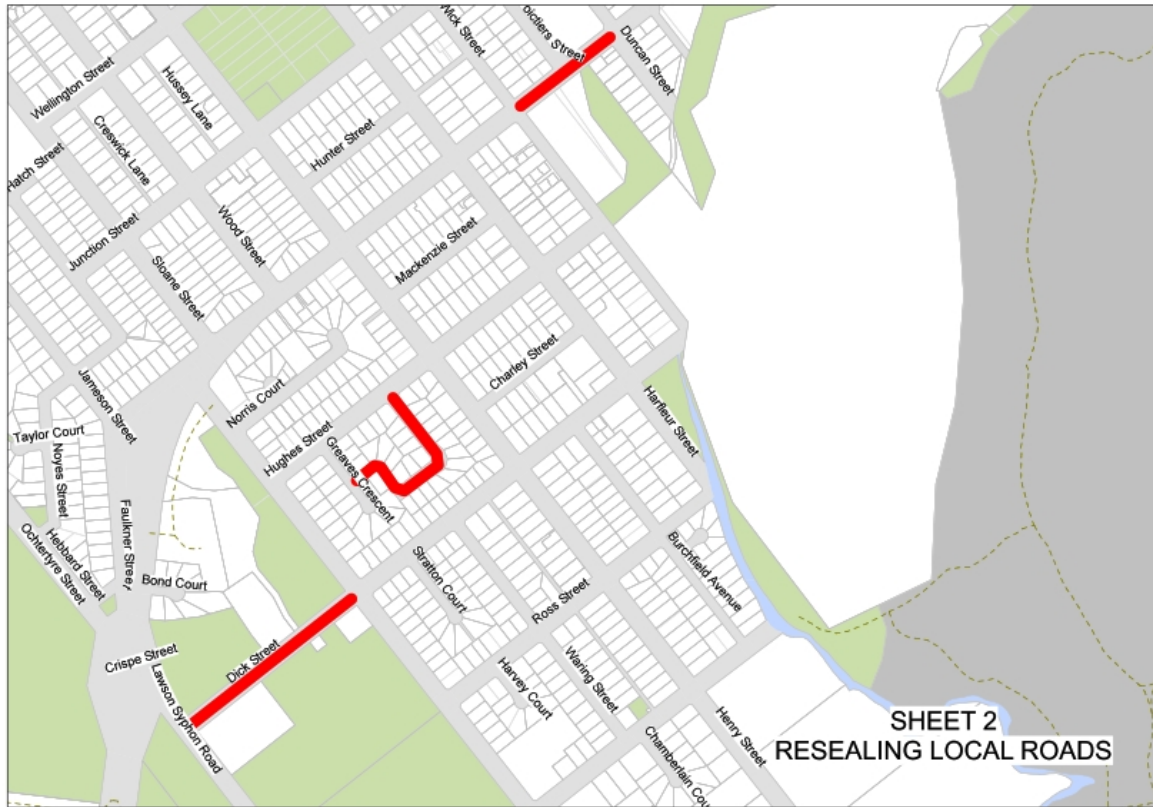 Wick Street
Duncan Street
Wellington Street
Hussey Lane
Creswick Lane
Hatch Street
Hunter Street
Junction Street
Wood Street
Sloane Street
Mackenzie Street
Charley Street
Jameson Street
Norris Court
Harfleur Street
Taylor Court
Noyes Street
Hughes Street
Greaves Crescent
Faulkner Street
Hebbard Street
Ochtertyre Street
Bond Court
Stratton Court
Burchfield Avenue
Ross Street
Crispe Street
Dick Street
Lawson Syphon Road
Harvey Court
Waring Street
Henry Street
SHEET 2
RESEALING LOCAL ROADS